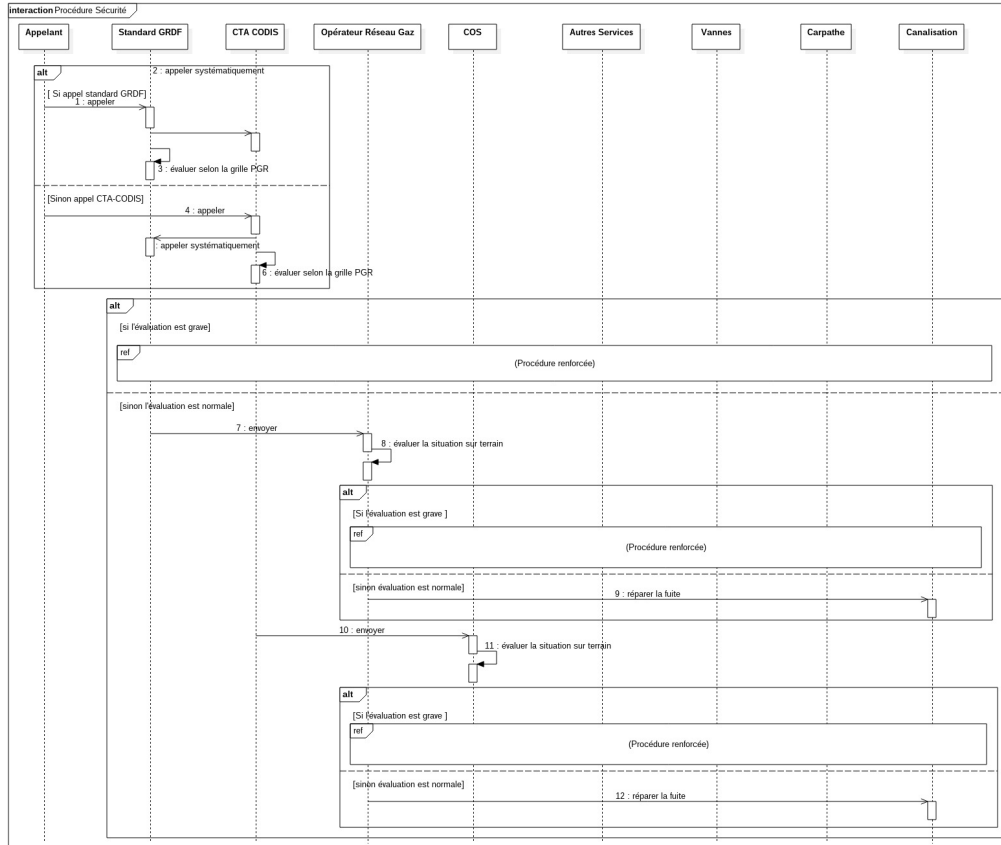 interaction Procédure Sécurité
Appelant
Standard GRDF
CTA CODIS
Opérateur Réseau Gaz
COS
Autres Services
Vannes
Carpathe
Canalisation
alt
2 : appeler systématiquement
[ Si appel standard GRDF]
1 : appeler
3 : évaluer selon la grille PGR
[Sinon appel CTA-CODIS]
4 : appeler
: appeler systématiquement
6 : évaluer selon la grille PGR
alt
[si l'évaluation est grave]
ref
(Procédure renforcée)
[sinon l'évaluation est normale]
7 : envoyer
8 : évaluer la situation sur terrain
alt
[Si l'évaluation est grave ]
ref
(Procédure renforcée)
[sinon évaluation est normale]
9 : réparer la fuite
10 : envoyer
11 : évaluer la situation sur terrain
alt
[Si l'évaluation est grave ]
ref
(Procédure renforcée)
[sinon évaluation est normale]
12 : réparer la fuite